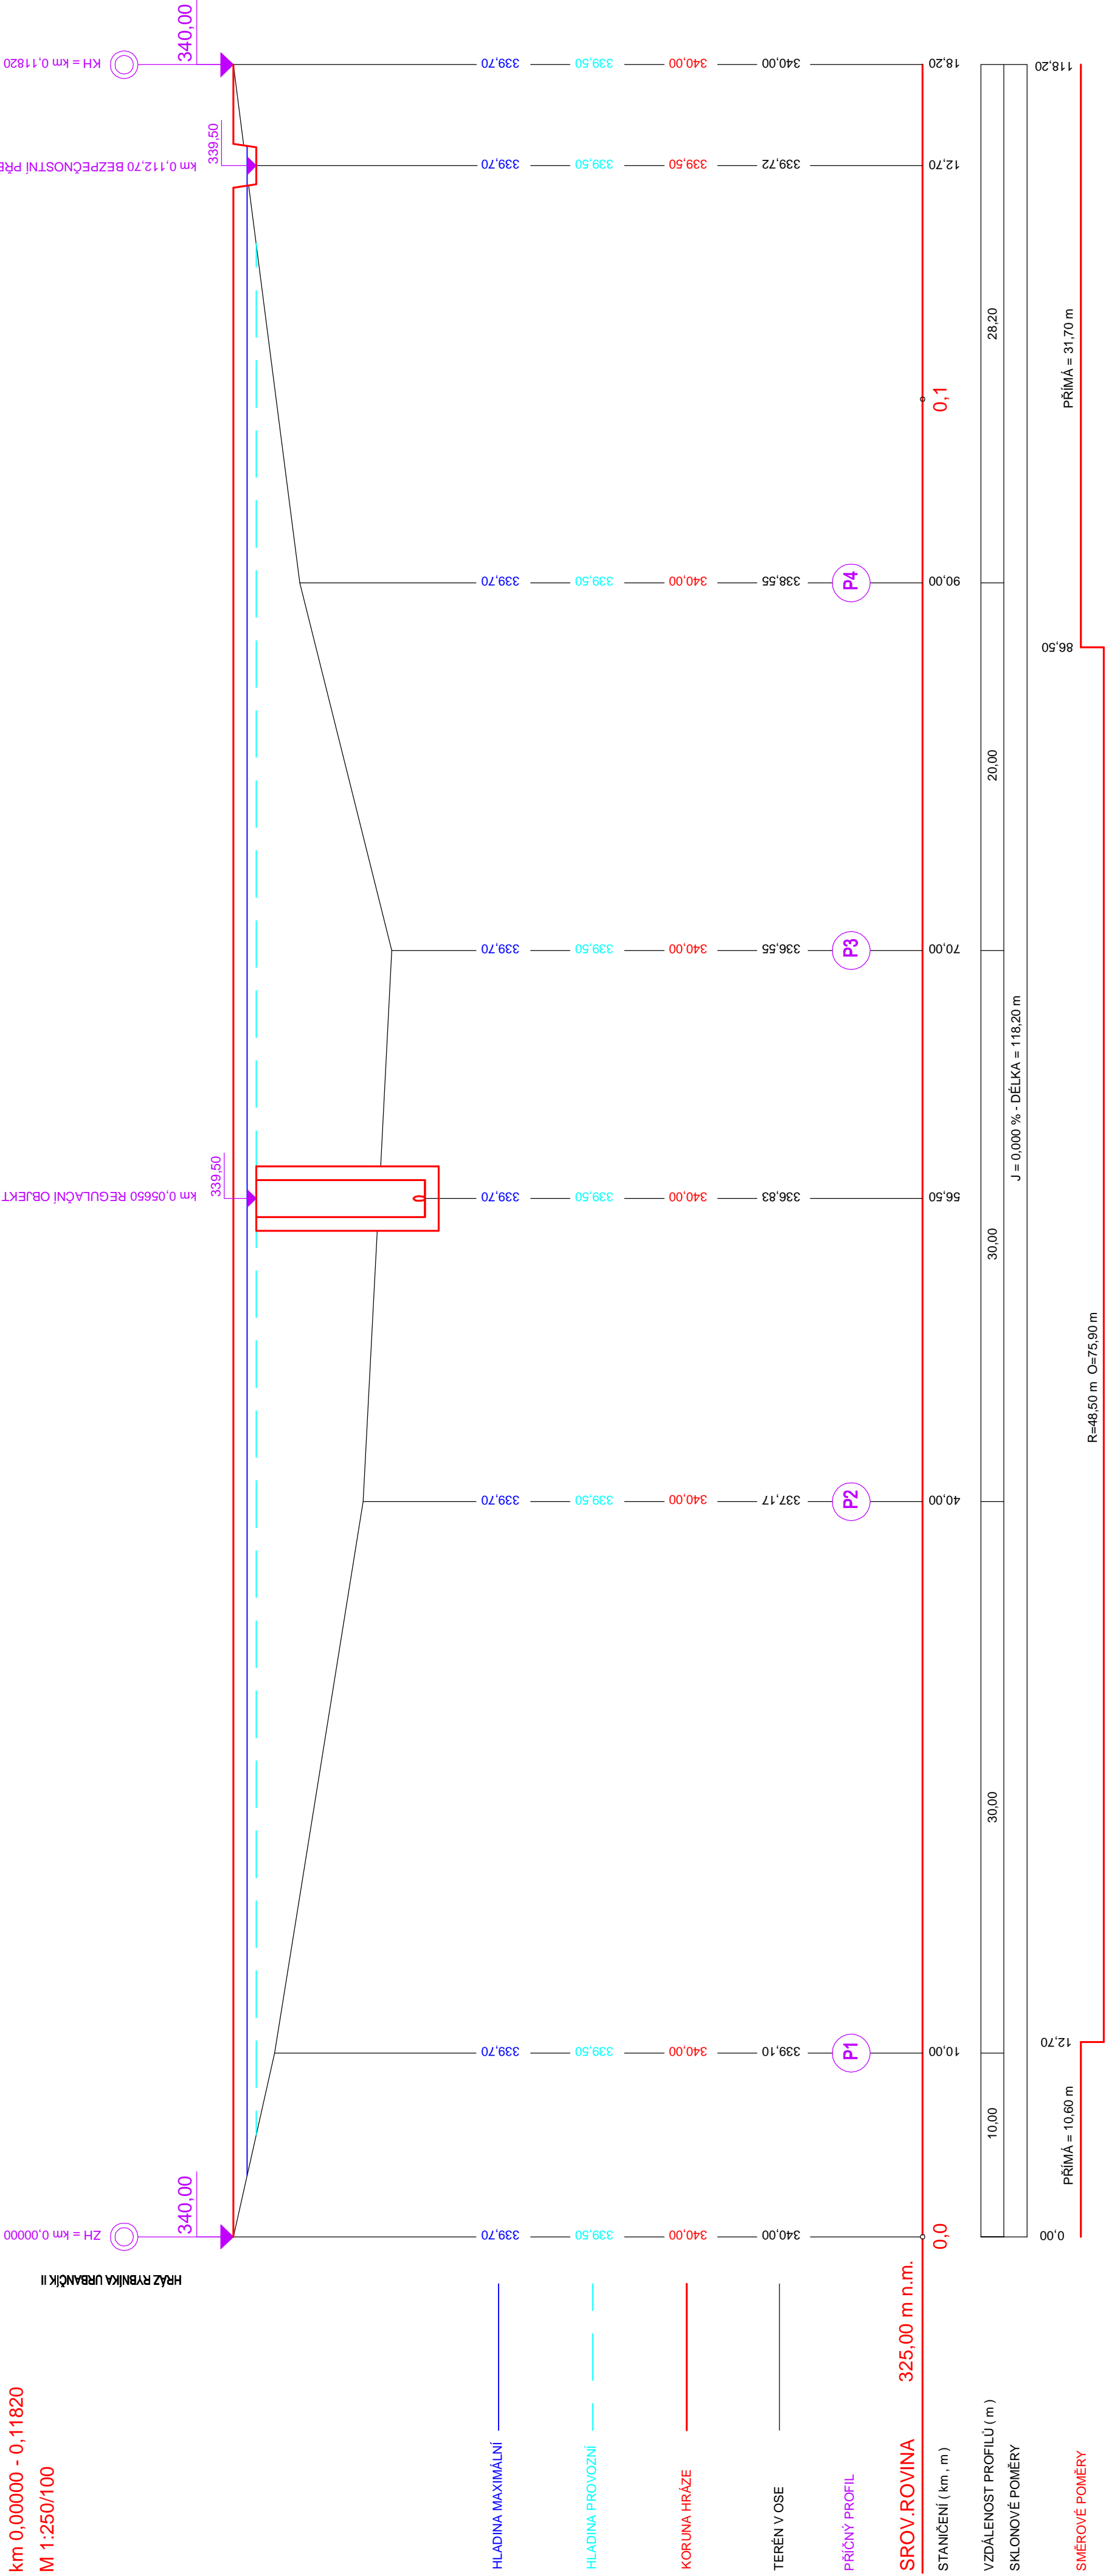 km 0,00000 - 0,11820
M 1:250/100
HRÁZ RYBNÍKA URBANČÍK II
ZH = km 0,00000
340,00
km 0,05650 REGULAČNÍ OBJEKT
339,50
km 0,112,70 BEZPEČNOSTNÍ
339,50
KH = km 0,11820
340,00
HLADINA MAXIMÁLNÍ 339,70 339,70 339,70 339,70 339,70 339,70 339,70 339,70
HLADINA PROVOZNÍ 339,50 339,50 339,50 339,50 339,50 339,50 339,50 339,50
KORUNA HRÁZE 340,00 340,00 340,00 340,00 340,00 340,00 339,50 340,00
TERÉN V OSE 340,00 339,10 337,17 336,83 336,55 338,55 339,72 340,00
PŘÍČNÝ PROFIL P1 P2 P3 P4
SROV.ROVINA 325,00 m n.m.
0,0 0,1
STANIČENÍ ( km , m ) 10,00 40,00 56,50 70,00 90,00 12,70 18,20
VZDÁLENOST PROFILŮ ( m ) 10,00 30,00 30,00 20,00 28,20
SKLONOVÉ POMĚRY J = 0,000 % - DÉLKA = 118,20 m
0,00 12,70 86,50 118,20
SMĚROVÉ POMĚRY PŘÍMÁ = 10,60 m R=48,50 m O=75,90 m PŘÍMÁ = 31,70 m